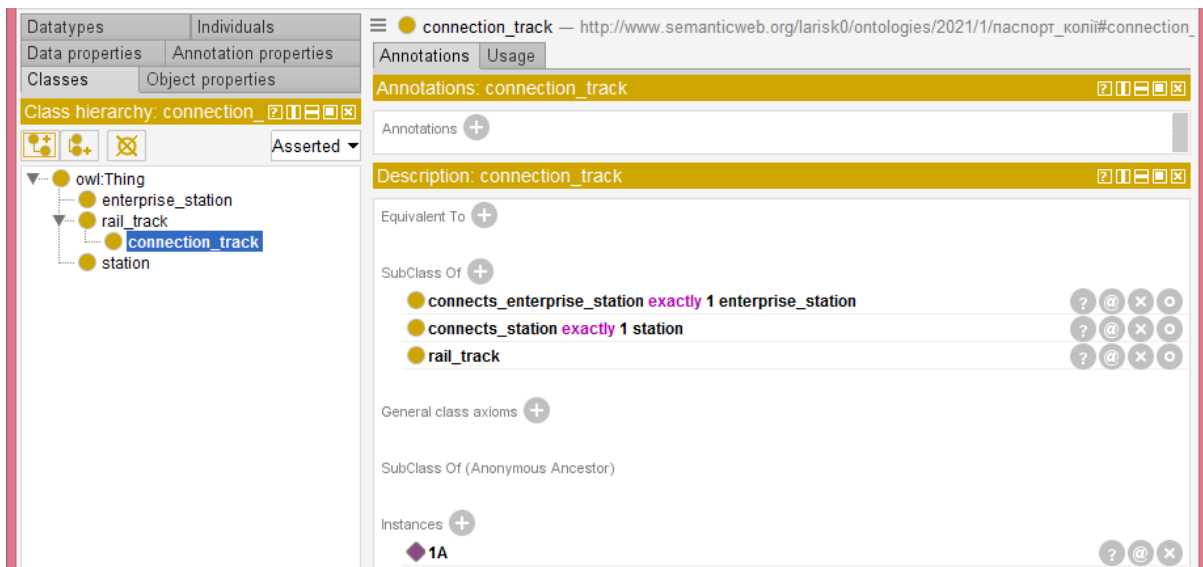 Datatypes Individuals
Data properties Annotation properties
Classes Object properties
Class hierarchy: connection_
Asserted
owl:Thing
enterprise_station
rail_track
connection_track
station
connection_track — http://www.semanticweb.org/larisk0/ontologies/2021/1/паспорт_копії#connection_
Annotations Usage
Annotations: connection_track
Annotations
Description: connection_track
Equivalent To
SubClass Of
connects_enterprise_station exactly 1 enterprise_station
connects_station exactly 1 station
rail_track
General class axioms
SubClass Of (Anonymous Ancestor)
Instances
1A